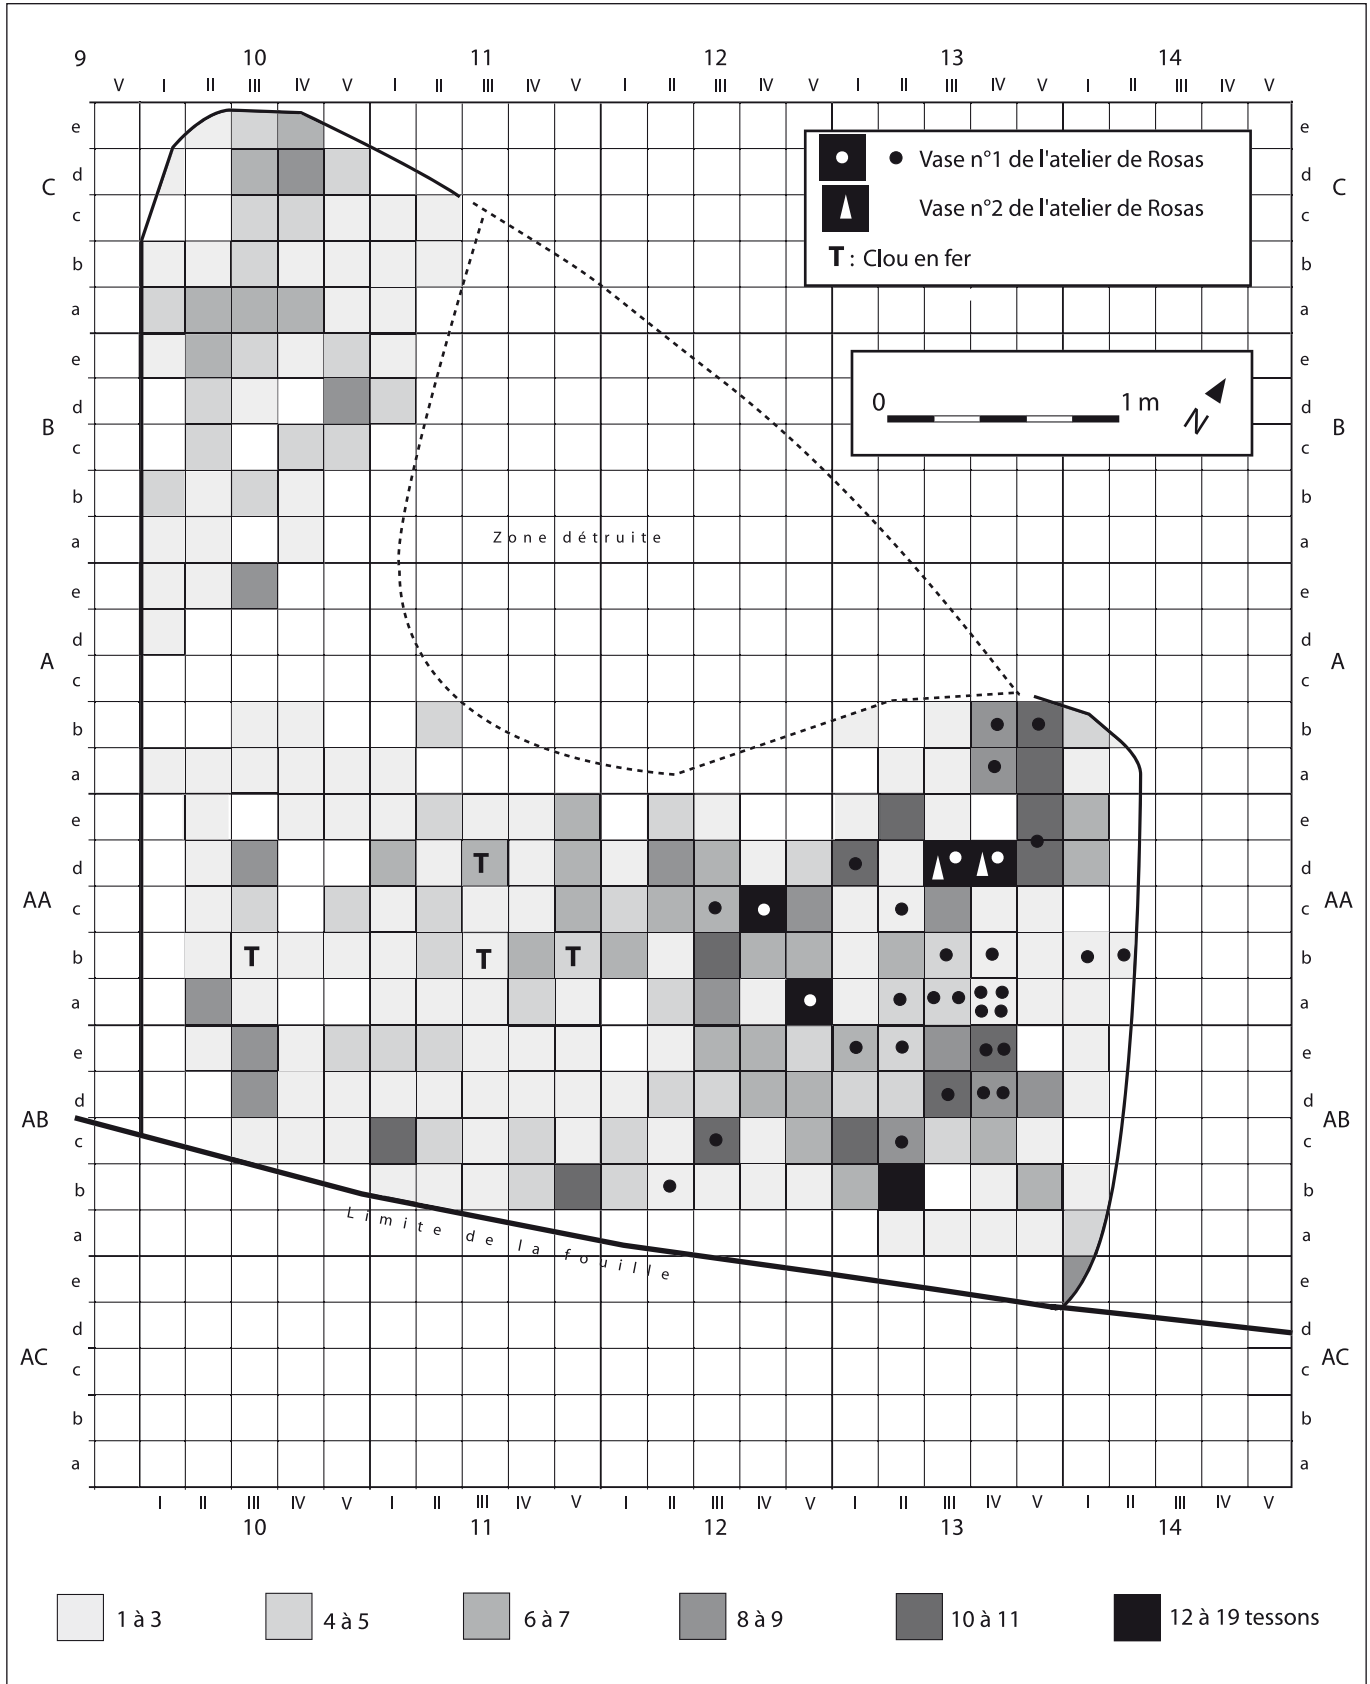 9 10 11 12 13 14
V I II III IV V I II III IV V I II III IV V I II III IV V I II III IV V
e e
d d
C C
c c
b b
a a
e e
d d
B B
c c
b b
a a
e e
d d
A A
c c
b b
a a
e e
d T d
AA AA
c c
b T T T b
a a
e e
d d
AB AB
c c
b b
a a
e e
d d
AC AC
c c
b b
a a
I II III IV V I II III IV V I II III IV V I II III IV V I II III IV V
10 11 12 13 14
Vase n°1 de l'atelier de Rosas
Vase n°2 de l'atelier de Rosas
T : Clou en fer
0 1 m
N
Zone détruite
Limite de la fouille
1 à 3 4 à 5 6 à 7 8 à 9 10 à 11 12 à 19 tessons